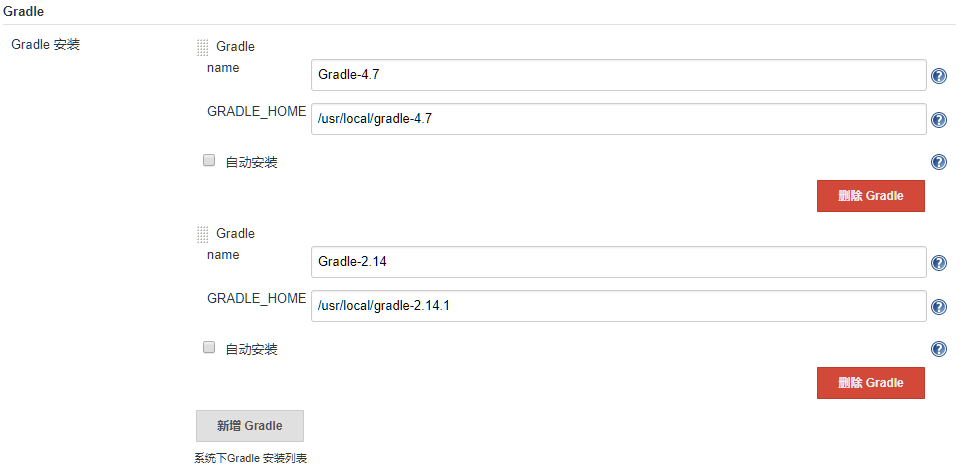 Gradle
Gradle 安装
Gradle
name
Gradle-4.7
GRADLE_HOME
/usr/local/gradle-4.7
自动安装
删除 Gradle
Gradle
name
Gradle-2.14
GRADLE_HOME
/usr/local/gradle-2.14.1
自动安装
删除 Gradle
新增 Gradle
系统下Gradle 安装列表